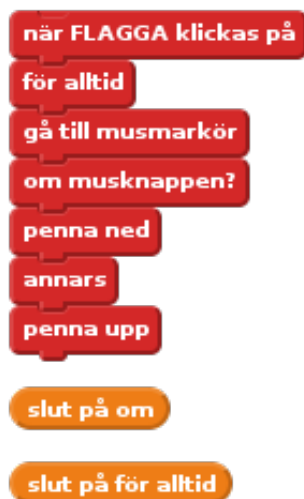 när FLAGGA klickas på
för alltid
gå till musmarkör
om musknappen?
penna ned
annars
penna upp
slut på om
slut på för alltid